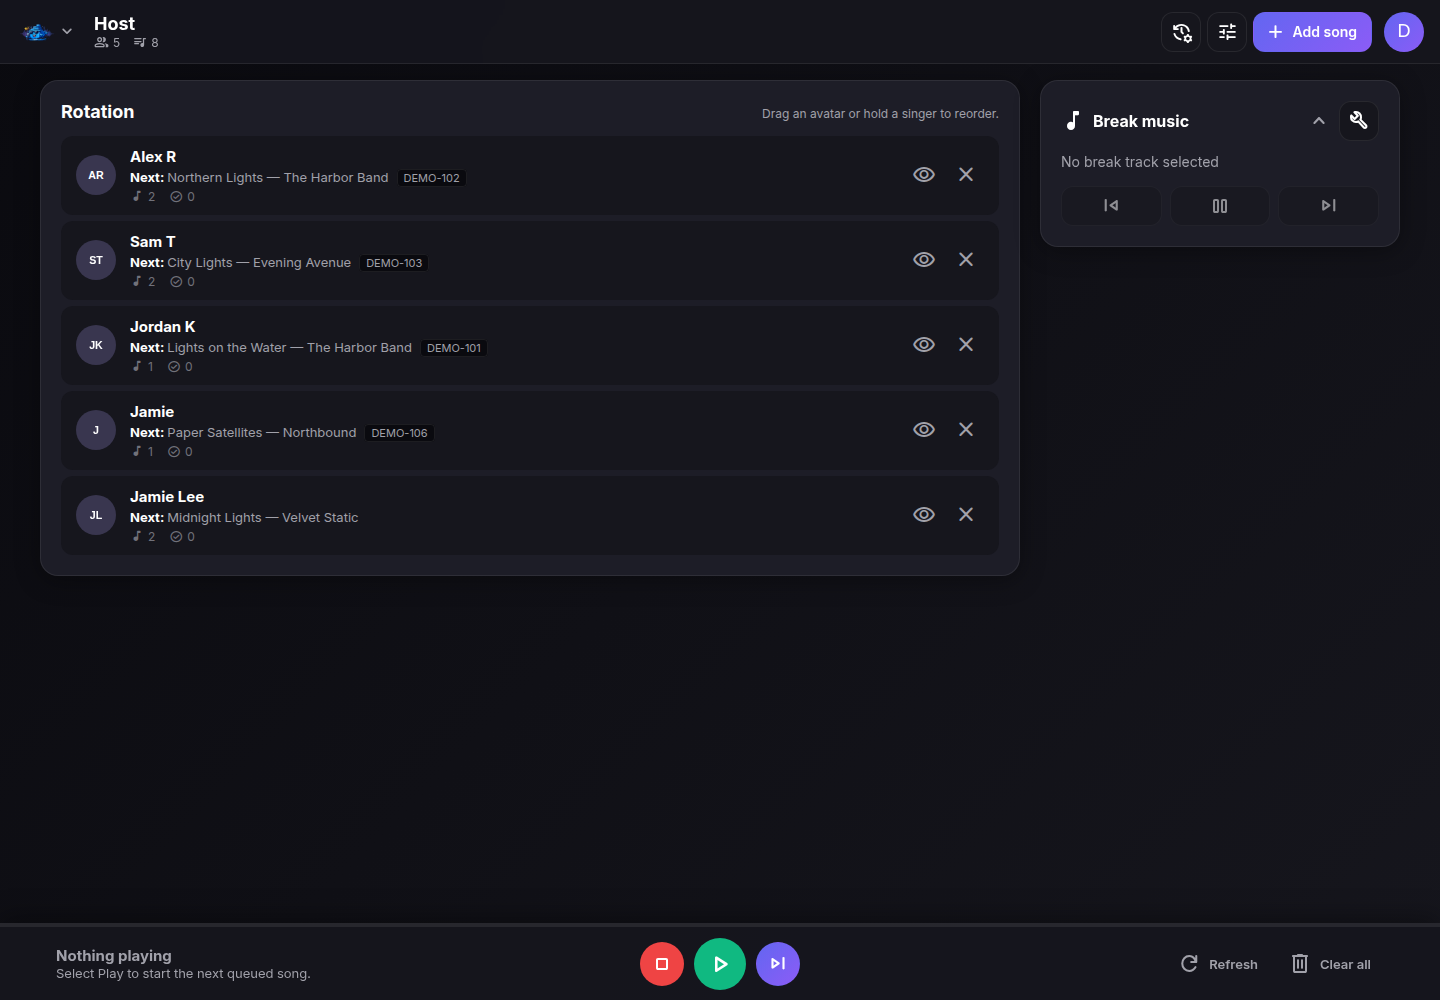 Host
5 8
Add song
D
Rotation
Drag an avatar or hold a singer to reorder.
AR
Alex R
Next: Northern Lights — The Harbor Band DEMO-102
2 0
ST
Sam T
Next: City Lights — Evening Avenue DEMO-103
2 0
JK
Jordan K
Next: Lights on the Water — The Harbor Band DEMO-101
1 0
J
Jamie
Next: Paper Satellites — Northbound DEMO-106
1 0
JL
Jamie Lee
Next: Midnight Lights — Velvet Static
2 0
Break music
No break track selected
Nothing playing
Select Play to start the next queued song.
Refresh
Clear all